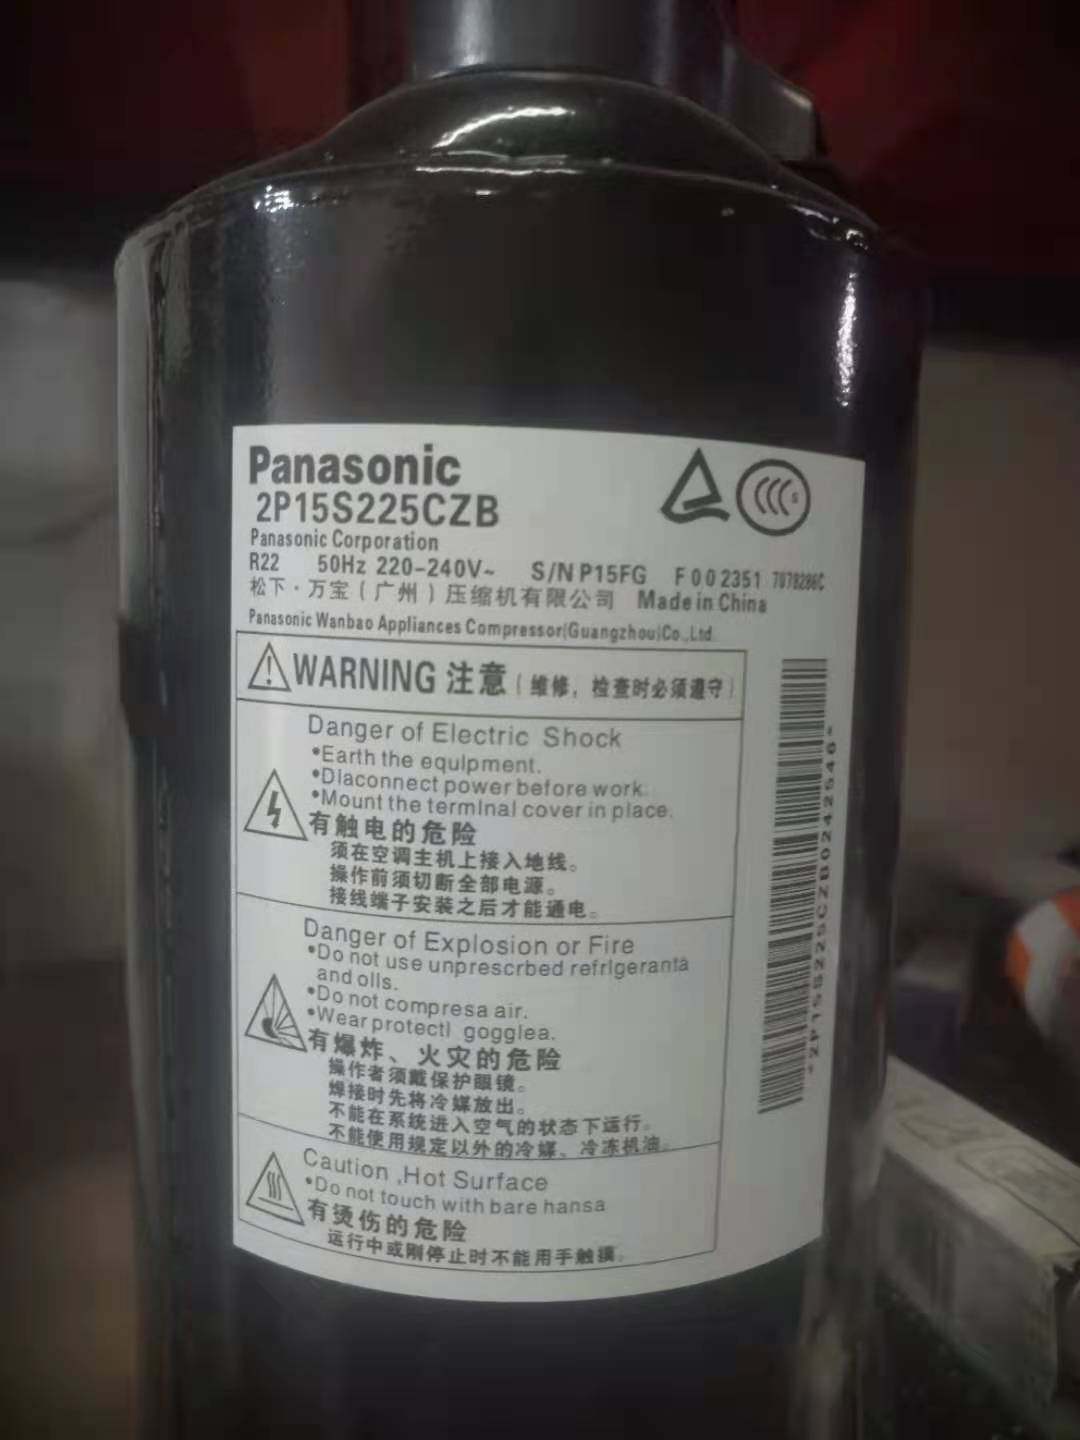 Panasonic
2P15S225CZB
Panasonic Corporation
R22 50Hz 220-240V~ S/N P15FG F 0 0 2351 7078286C
松下·万宝(广州)压缩机有限公司 Made in China
Panasonic Wanbao Appliances Compressor(Guangzhou)Co.,Ltd.
WARNING 注意(维修,检查时必须遵守)
Danger of Electric Shock
•Earth the equlpment.
•Dlaconnect power before work.
•Mount the termlnal cover in place.
有触电的危险
须在空调主机上接入地线。
操作前须切断全部电源。
接线端子安装之后才能通电。
Danger of Explosion or Fire
•Do not use unprescrbed refrlgerantà
and olls.
•Do not compresa air.
•Wear protectl gogglea.
有爆炸、火灾的危险
操作者须戴保护眼镜。
焊接时先将冷媒放出。
不能在系统进入空气的状态下运行。
不能使用规定以外的冷媒、冷冻机油。
Caution ,Hot Surface
•Do not touch with bare hansa
有烫伤的危险
运行中或刚停止时不能用手触摸。
*2P15S225CZB0242546*